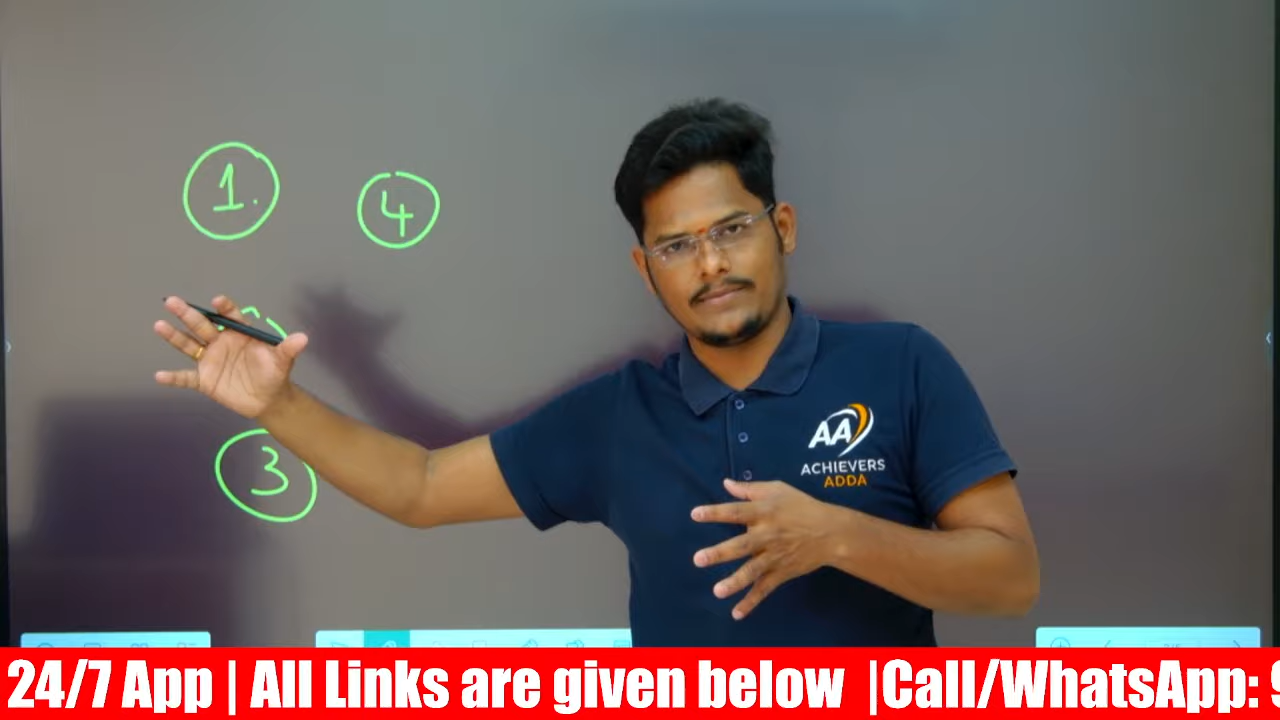 1.
4
3
AA
ACHIEVERS
ADDA
24/7 App | All Links are given below |Call/WhatsApp: